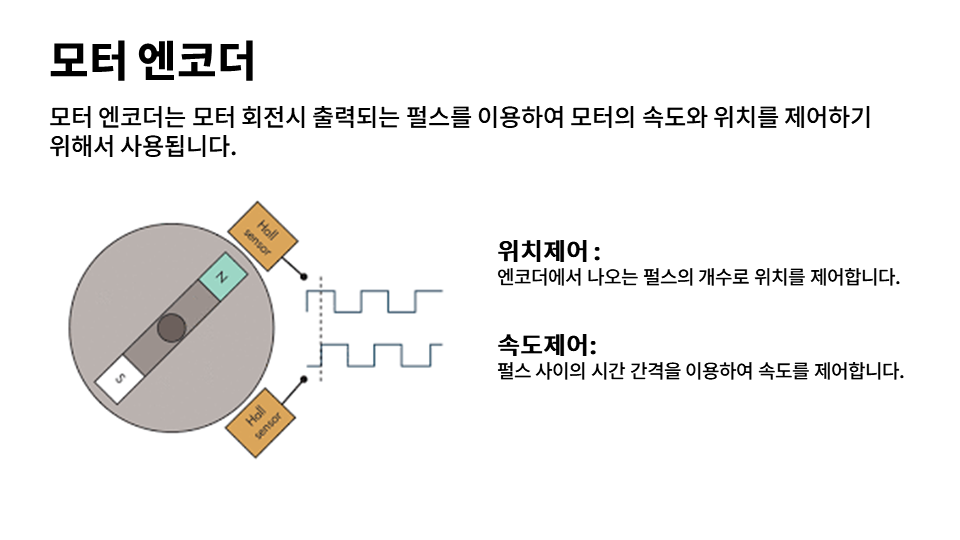 모터 엔코더
모터 엔코더는 모터 회전시 출력되는 펄스를 이용하여 모터의 속도와 위치를 제어하기
위해서 사용됩니다.
Hall
sensor
N
S
Hall
sensor
위치제어 :
엔코더에서 나오는 펄스의 개수로 위치를 제어합니다.
속도제어:
펄스 사이의 시간 간격을 이용하여 속도를 제어합니다.